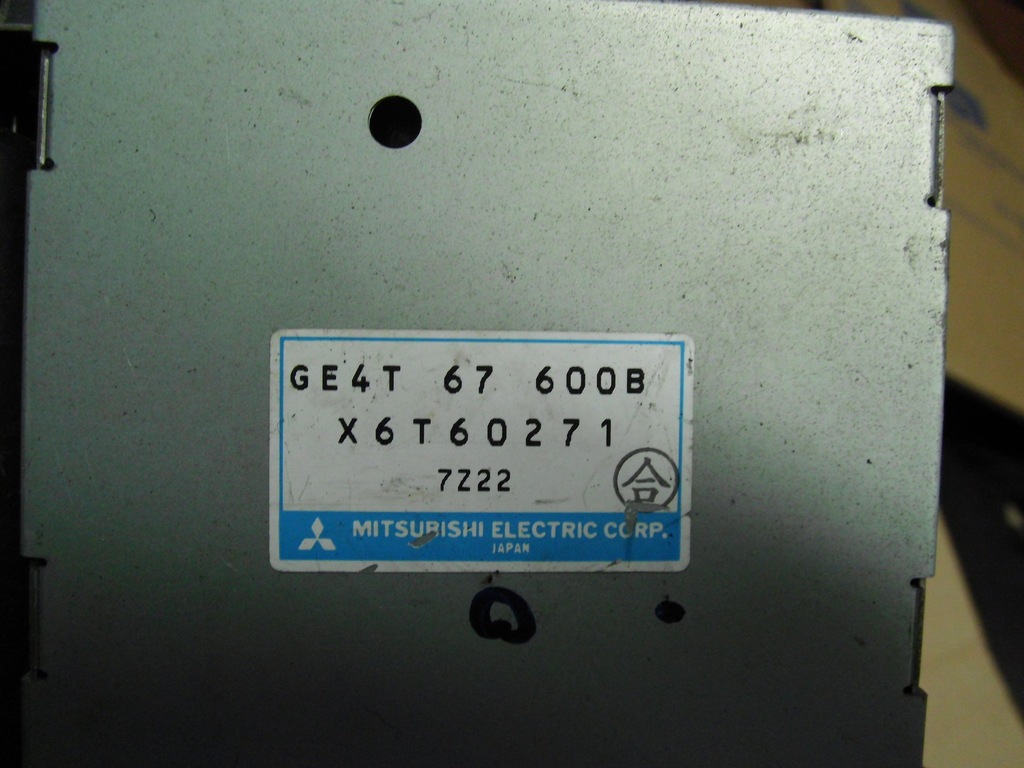 GE4T 67 600B
X6T60271
7Z22
合
MITSUBISHI ELECTRIC CORP.
JAPAN